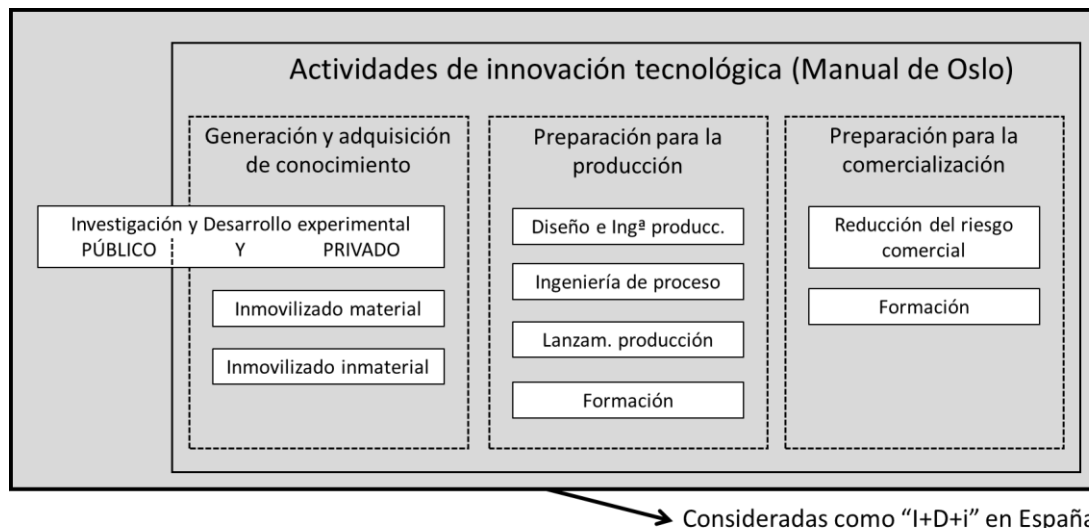 Actividades de innovación tecnológica (Manual de Oslo)
Generación y adquisición
de conocimiento
Investigación y Desarrollo experimental
PÚBLICO Y PRIVADO
Inmovilizado material
Inmovilizado inmaterial
Preparación para la
producción
Diseño e Ingª producc.
Ingeniería de proceso
Lanzam. producción
Formación
Preparación para la
comercialización
Reducción del riesgo
comercial
Formación
Consideradas como “I+D+i” en España